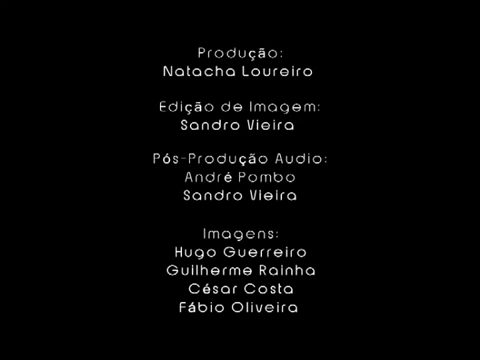 Produção:
Natacha Loureiro
Edição de Imagem:
Sandro Vieira
Pós-Produção Audio:
André Pombo
Sandro Vieira
Imagens:
Hugo Guerreiro
Guilherme Rainha
César Costa
Fábio Oliveira